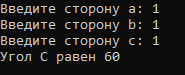 Введите сторону a: 1
Введите сторону b: 1
Введите сторону c: 1
Угол C равен 60